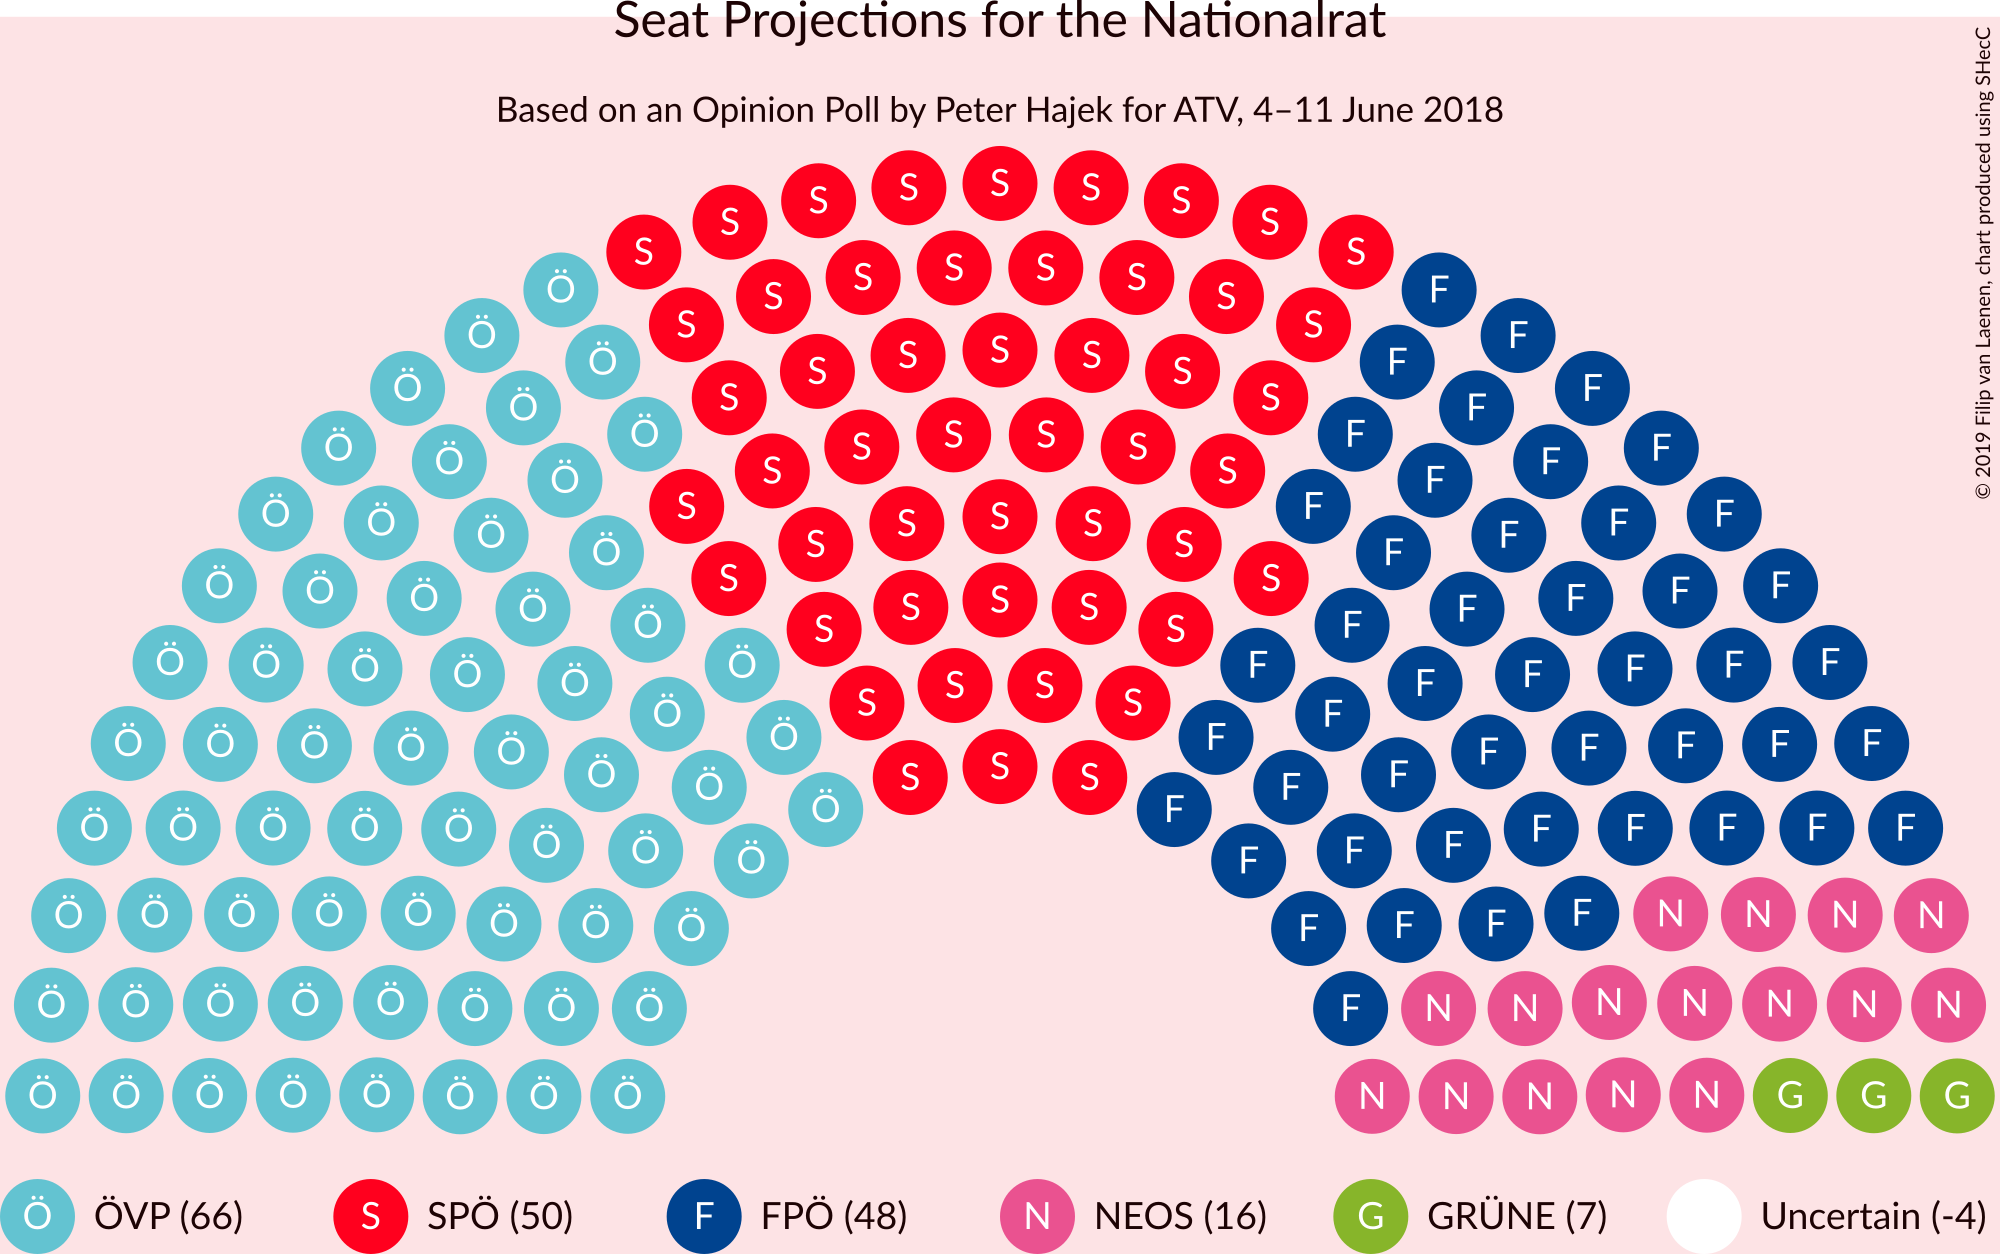 Seat Projections for the Nationalrat
Based on an Opinion Poll by Peter Hajek for ATV, 4–11 June 2018
© 2019 Filip van Laenen, chart produced using SHecC
Ö Ö Ö Ö Ö Ö Ö Ö Ö Ö Ö Ö S S S S S S S S S F F F F F F F F F N N G
Ö Ö Ö Ö Ö Ö Ö Ö Ö Ö Ö S S S S S S S S F F F F F F F F N N G
Ö Ö Ö Ö Ö Ö Ö Ö Ö Ö S S S S S S S F F F F F F F N N G
Ö Ö Ö Ö Ö Ö Ö Ö S S S S S S S F F F F F F N N N
Ö Ö Ö Ö Ö Ö Ö S S S S S S S F F F F F N N
Ö Ö Ö Ö Ö Ö Ö S S S S S F F F F F N N
Ö Ö Ö Ö Ö Ö S S S S F F F F N N
Ö Ö Ö Ö Ö S S S F F F F N
Ö ÖVP (66) S SPÖ (50) F FPÖ (48) N NEOS (16) G GRÜNE (7) Uncertain (-4)